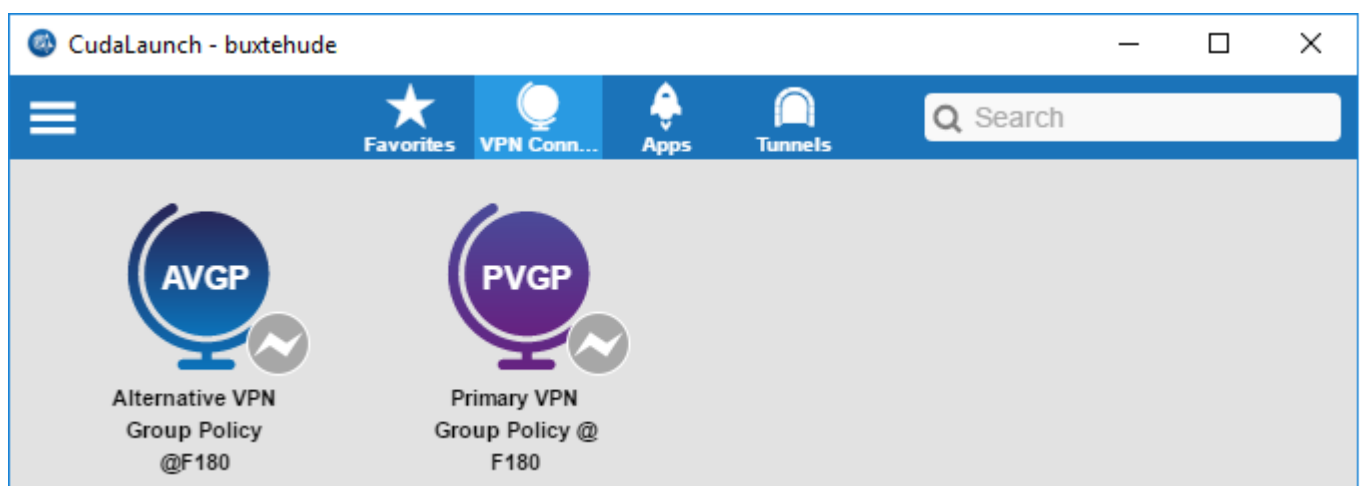 CudaLaunch - buxtehude
Favorites
VPN Conn...
Apps
Tunnels
Search
AVGP
PVGP
Alternative VPN
Group Policy
@F180
Primary VPN
Group Policy @
F180